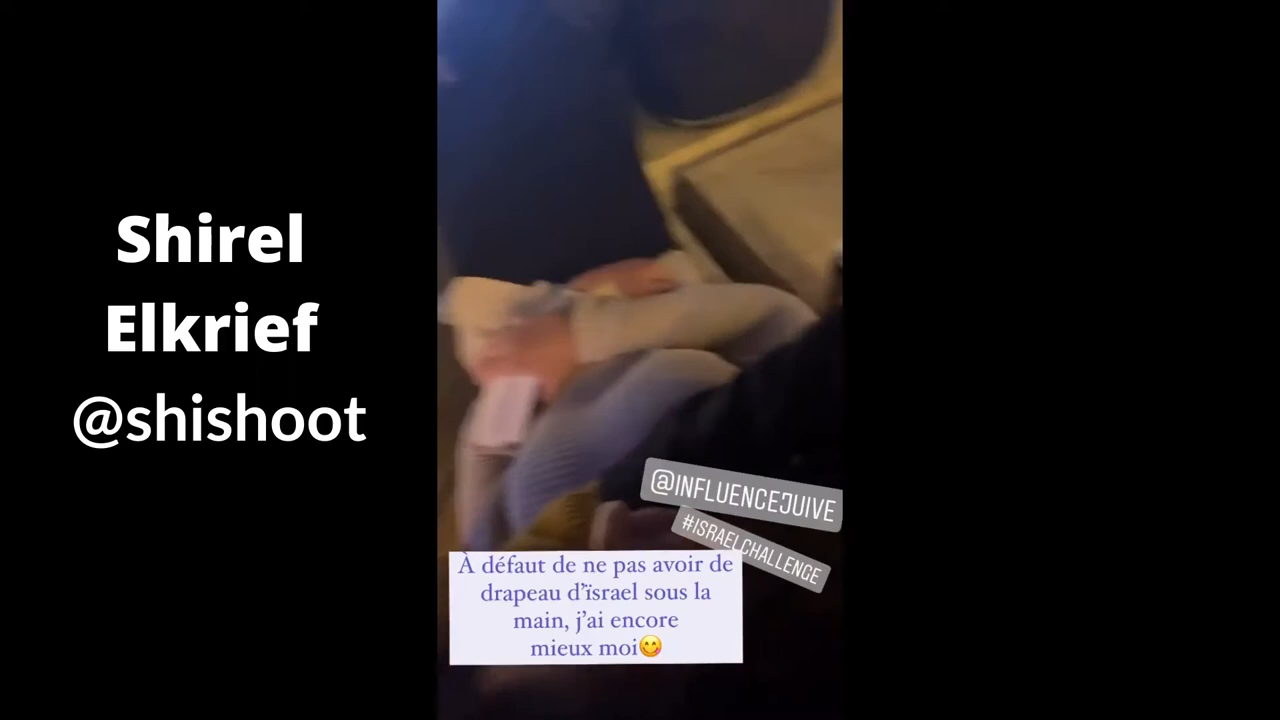 Shirel
Elkrief
@shishoot
@INFLUENCEJUIVE
#ISRAELCHALLENGE
À défaut de ne pas avoir de
drapeau d'ïsrael sous la
main, j'ai encore
mieux moi😋